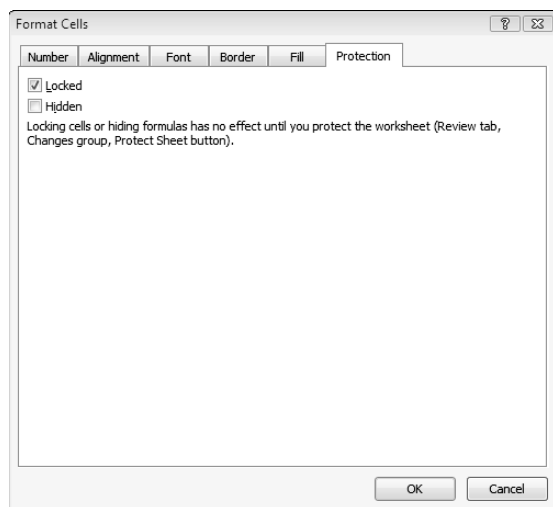 Format Cells
Number Alignment Font Border Fill Protection
Locked
Hidden
Locking cells or hiding formulas has no effect until you protect the worksheet (Review tab,
Changes group, Protect Sheet button).
OK Cancel